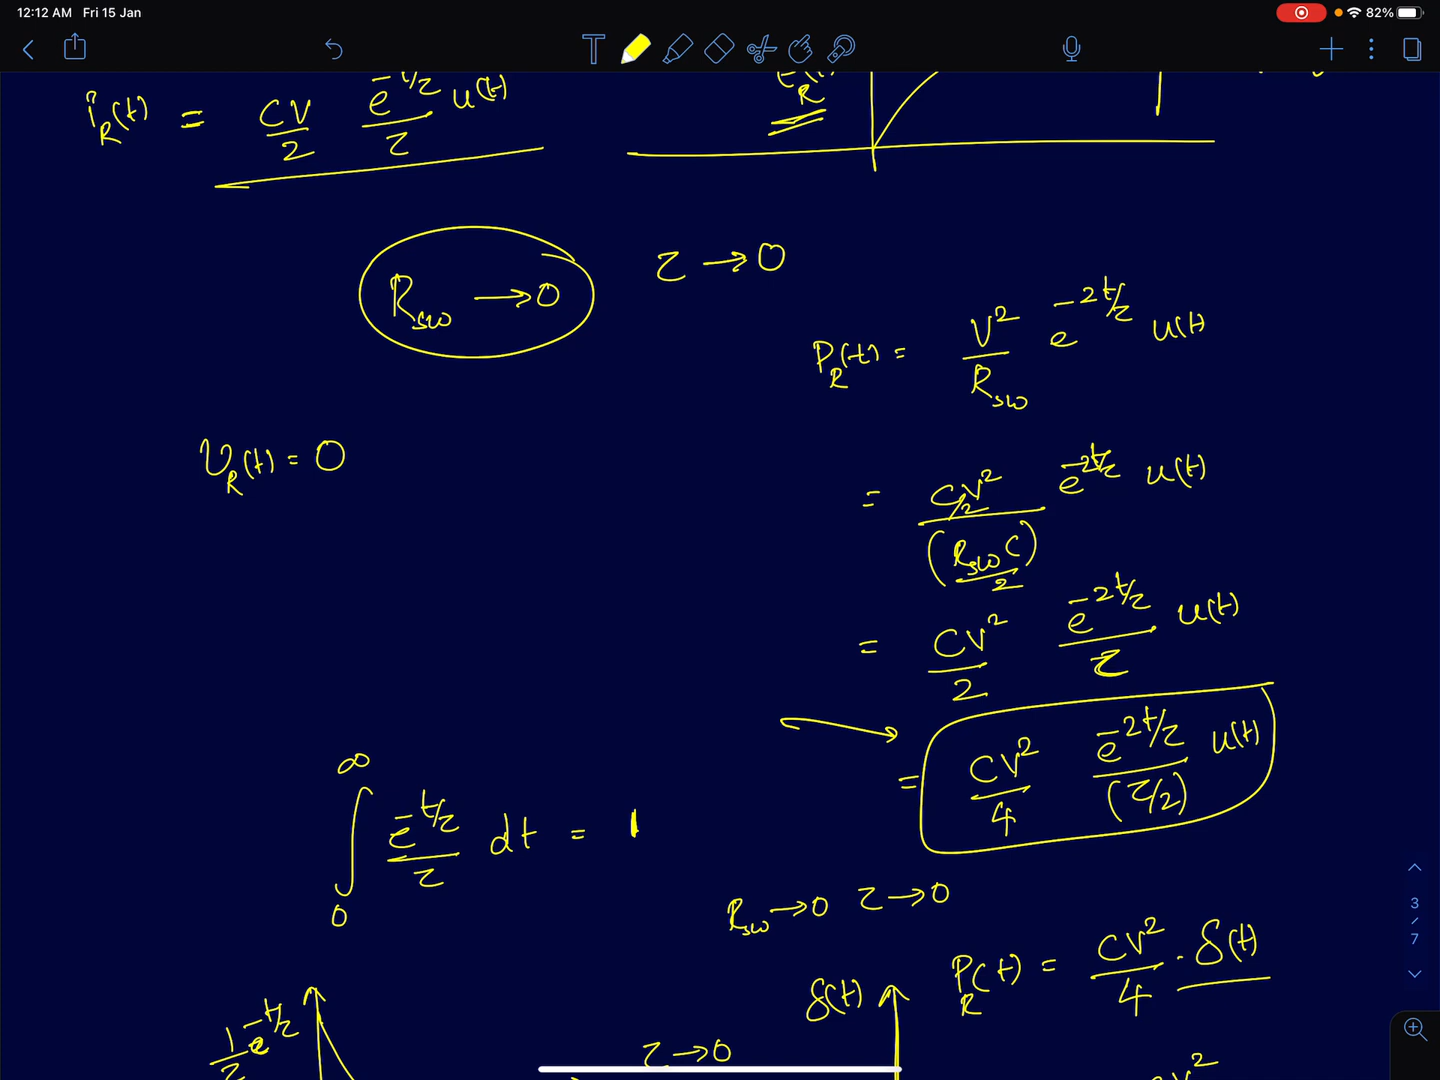 12:12 AM Fri 15 Jan
82%
i_R(t) = CV/2 e^(-t/τ)/τ u(t)
R
R_sw → 0
τ → 0
P_R(t) = V²/R_sw e^(-2t/τ) u(t)
v_R(t) = 0
= C/2 V²/(R_sw C/2) e^(-2t/τ) u(t)
= CV²/2 e^(-2t/τ)/τ u(t)
= CV²/4 e^(-2t/τ)/(τ/2) u(t)
∫_0^∞ e^(-t/τ)/τ dt = 1
R_sw → 0 τ → 0
P_R(t) = CV²/4 · δ(t)
δ(t)
1/τ e^(-t/τ)
τ → 0
3
/
7